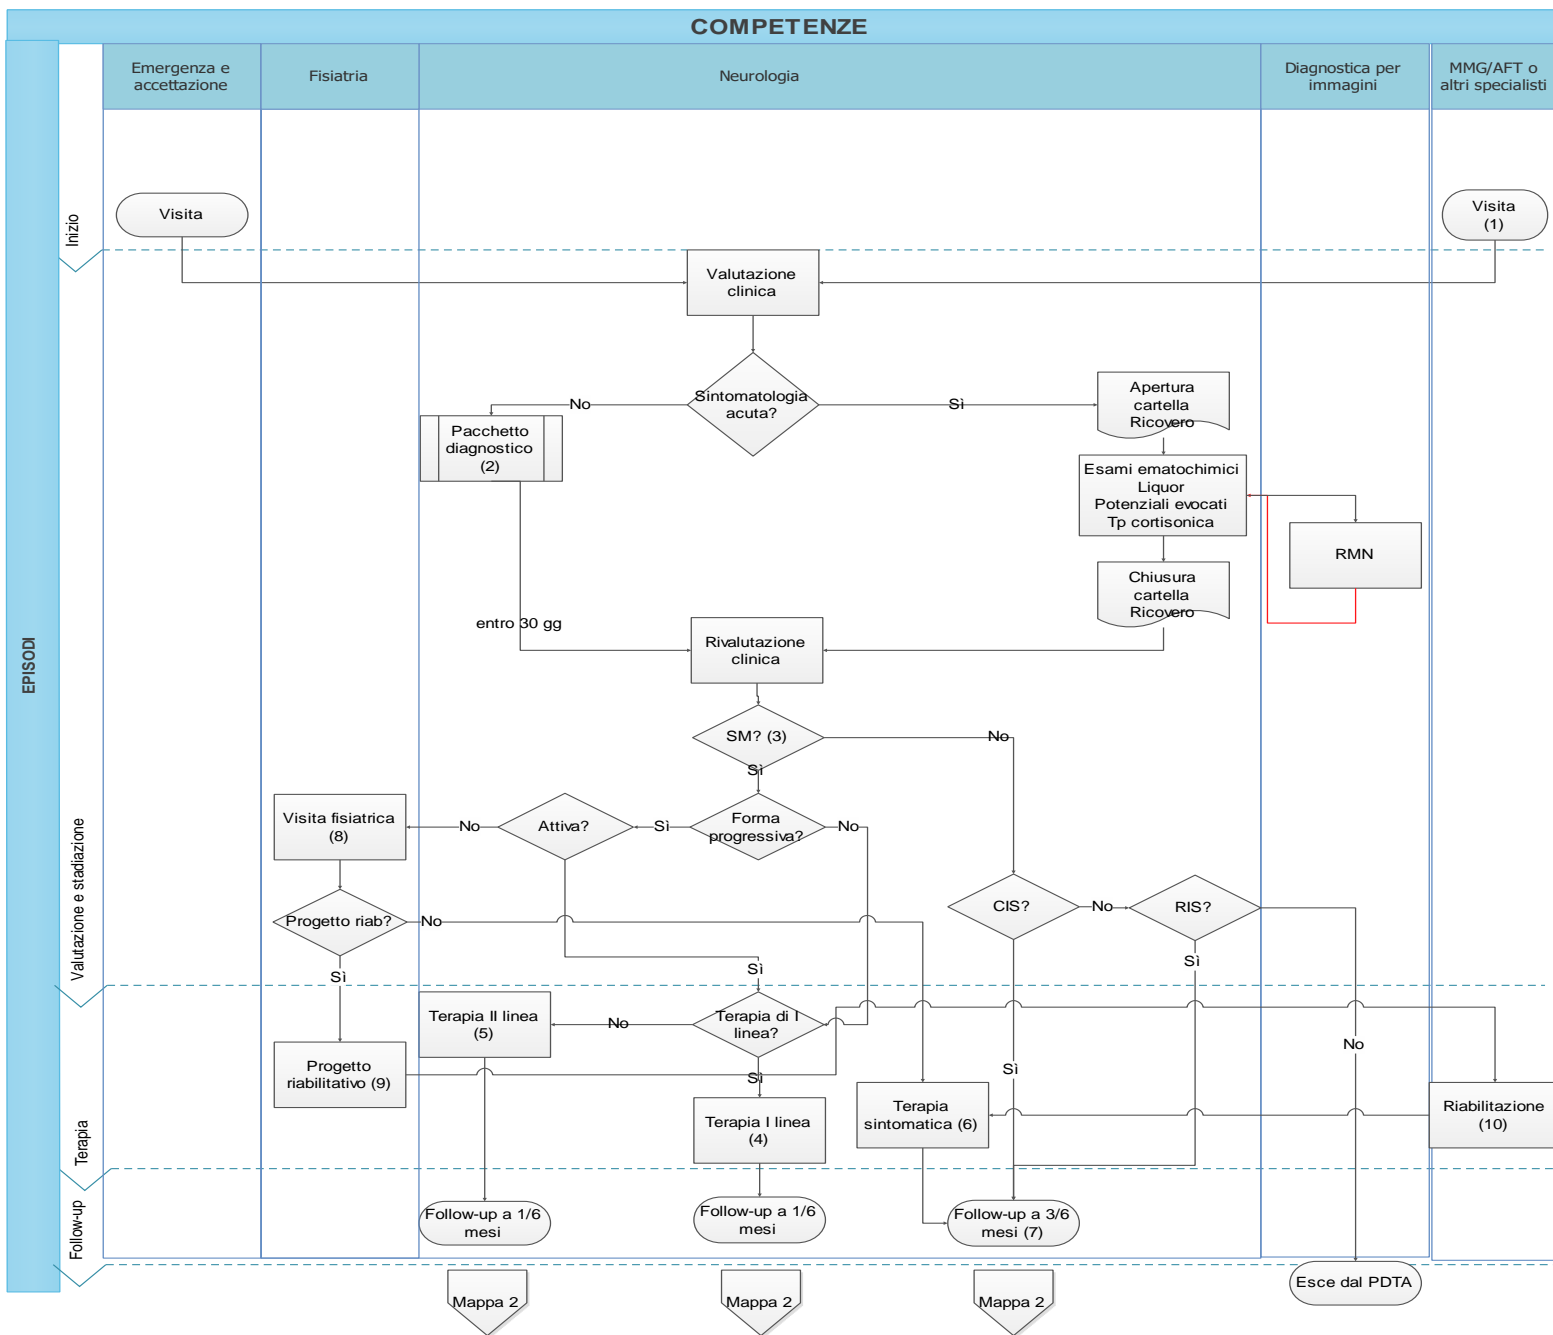 COMPETENZE
EPISODI
Emergenza e
accettazione
Fisiatria
Neurologia
Diagnostica per
immagini
MMG/AFT o
altri specialisti
Inizio
Visita
Visita
(1)
Valutazione
clinica
Sintomatologia
acuta?
No
Sì
Pacchetto
diagnostico
(2)
Apertura
cartella
Ricovero
Esami ematochimici
Liquor
Potenziali evocati
Tp cortisonica
RMN
Chiusura
cartella
Ricovero
entro 30 gg
Rivalutazione
clinica
Valutazione e stadiazione
SM? (3)
No
Sì
Visita fisiatrica
(8)
No
Attiva?
Sì
Forma
progressiva?
No
Progetto riab?
No
CIS?
No
RIS?
Sì
Sì
Sì
Terapia
Terapia II linea
(5)
No
Terapia di I
linea?
No
Progetto
riabilitativo (9)
Sì
Sì
Terapia I linea
(4)
Terapia
sintomatica (6)
Riabilitazione
(10)
Follow-up
Follow-up a 1/6
mesi
Follow-up a 1/6
mesi
Follow-up a 3/6
mesi (7)
Esce dal PDTA
Mappa 2
Mappa 2
Mappa 2